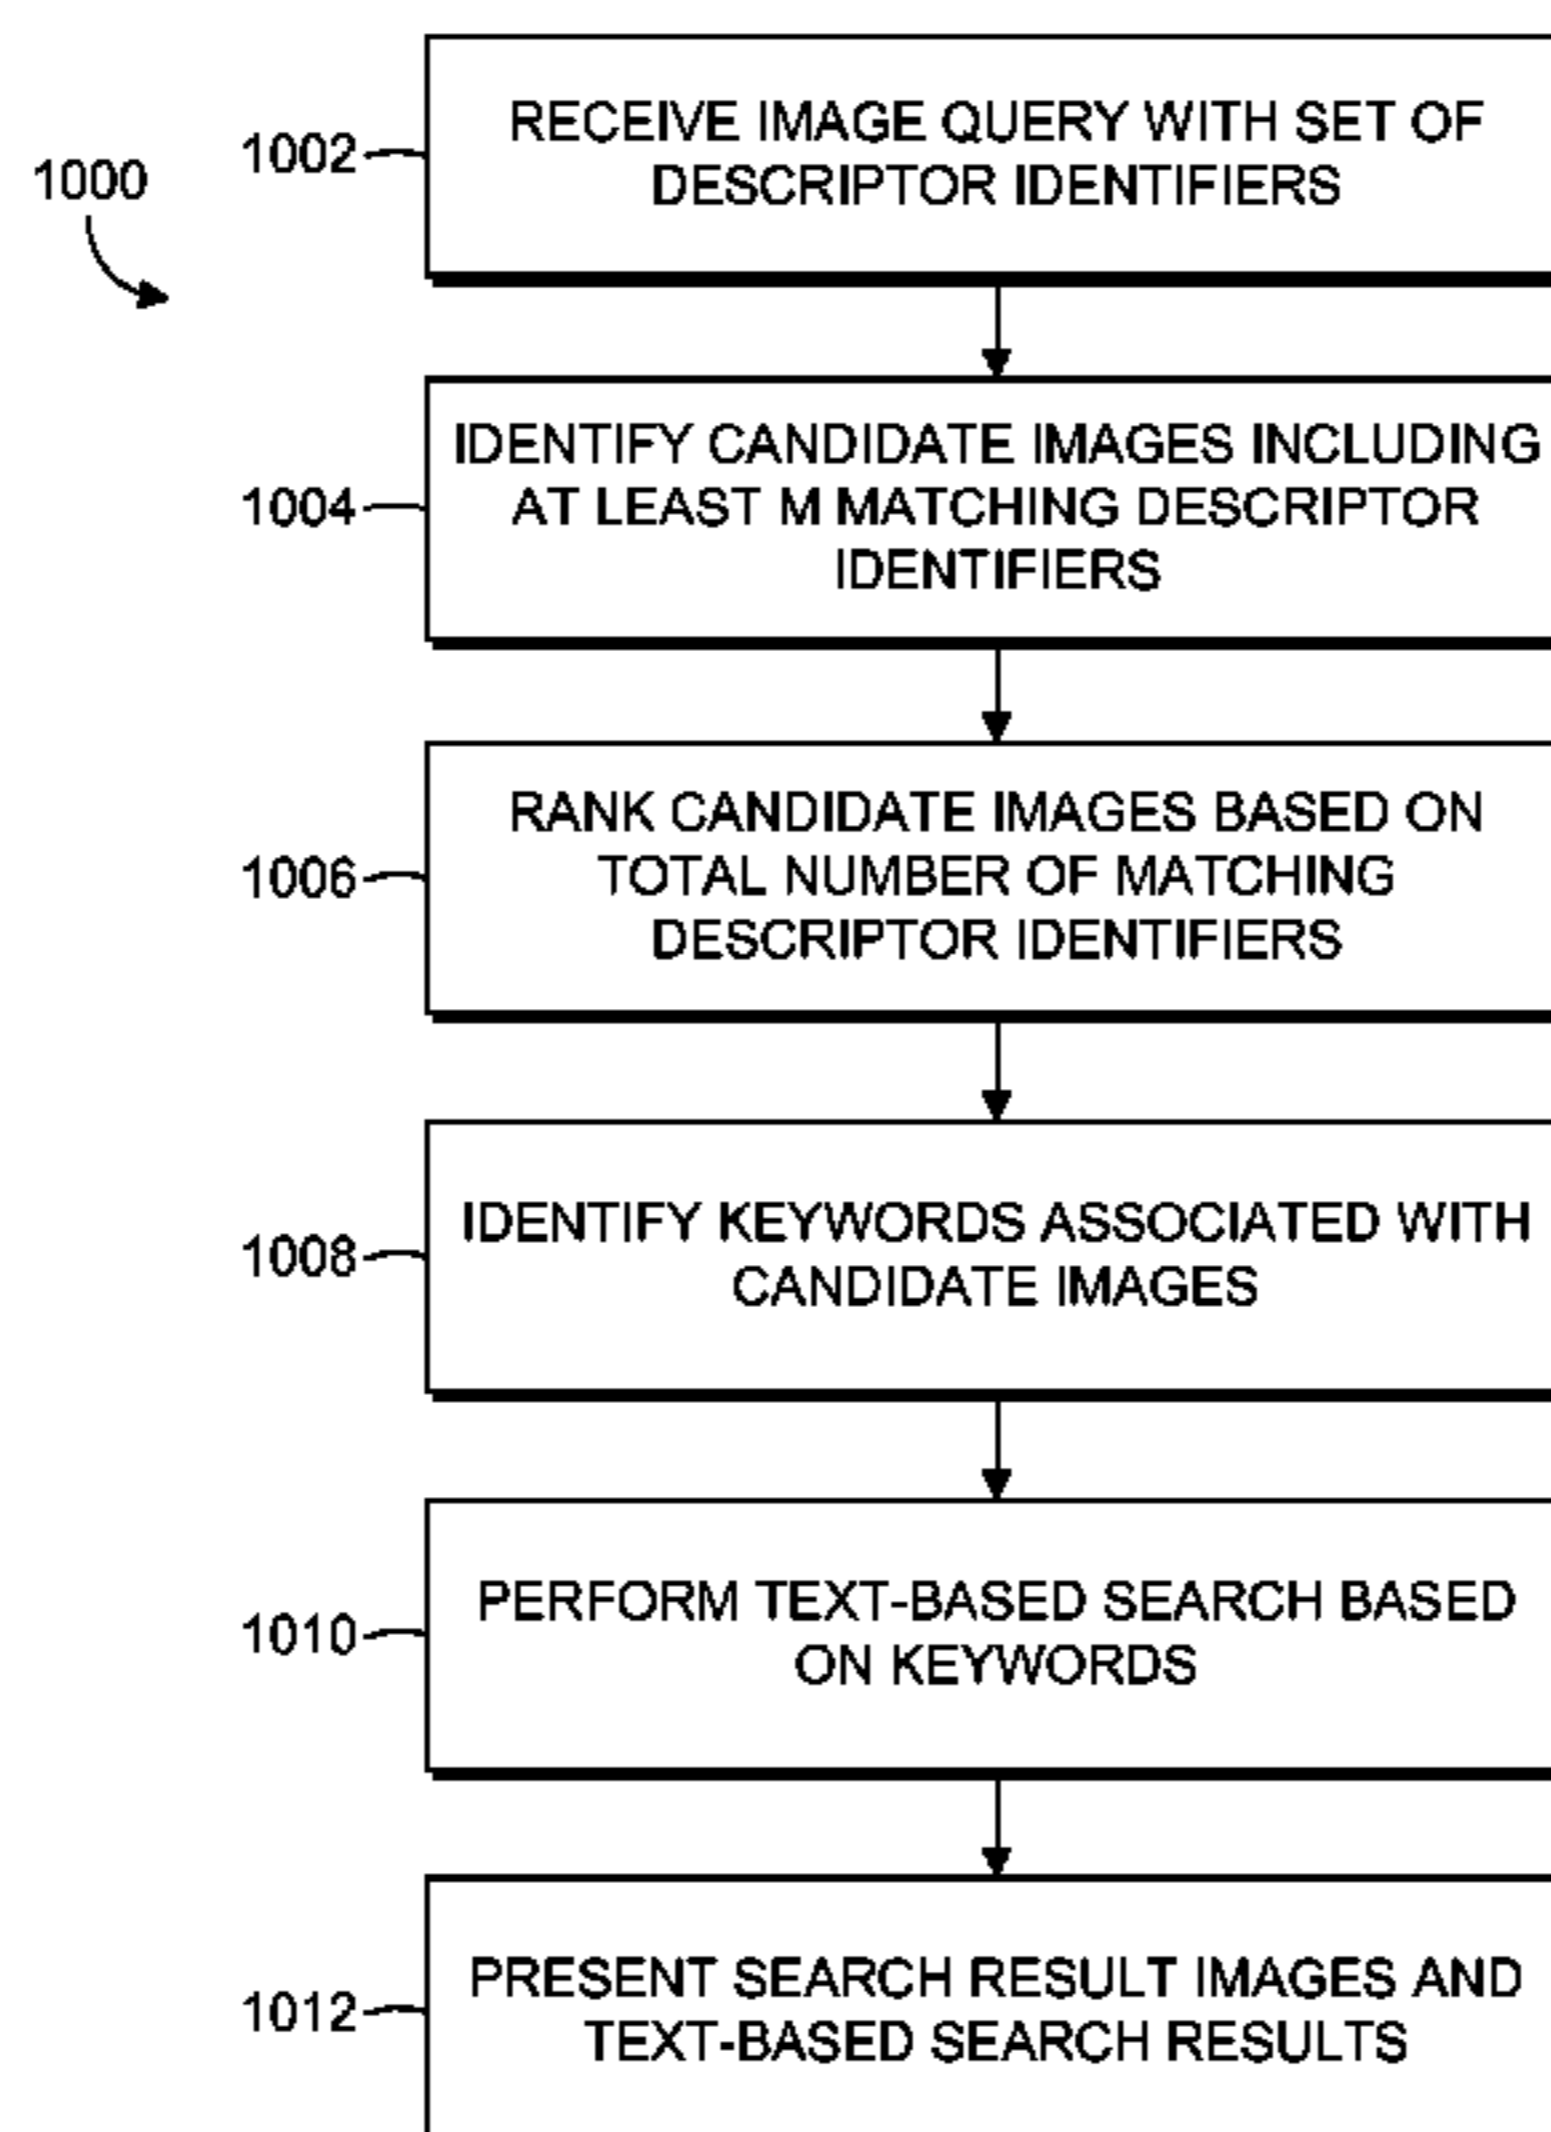 1000
1002
RECEIVE IMAGE QUERY WITH SET OF
DESCRIPTOR IDENTIFIERS
1004
IDENTIFY CANDIDATE IMAGES INCLUDING
AT LEAST M MATCHING DESCRIPTOR
IDENTIFIERS
1006
RANK CANDIDATE IMAGES BASED ON
TOTAL NUMBER OF MATCHING
DESCRIPTOR IDENTIFIERS
1008
IDENTIFY KEYWORDS ASSOCIATED WITH
CANDIDATE IMAGES
1010
PERFORM TEXT-BASED SEARCH BASED
ON KEYWORDS
1012
PRESENT SEARCH RESULT IMAGES AND
TEXT-BASED SEARCH RESULTS